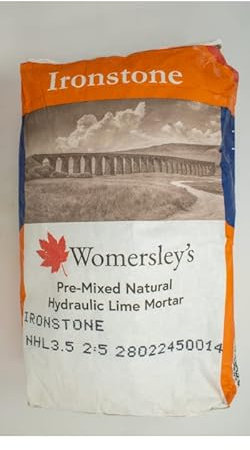 Ironstone
Womersley's
Pre-Mixed Natural
Hydraulic Lime Mortar
IRONSTONE
NHL3.5 2:5 28022450014